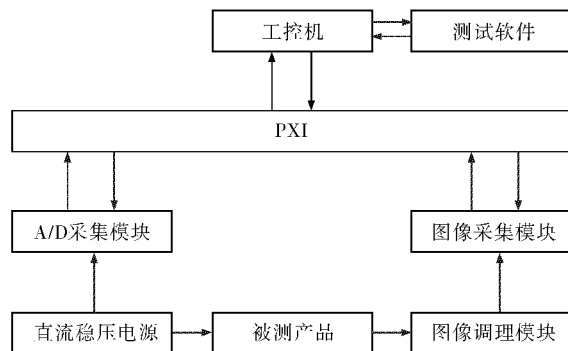 工控机
测试软件
PXI
A/D采集模块
图像采集模块
直流稳压电源
被测产品
图像调理模块